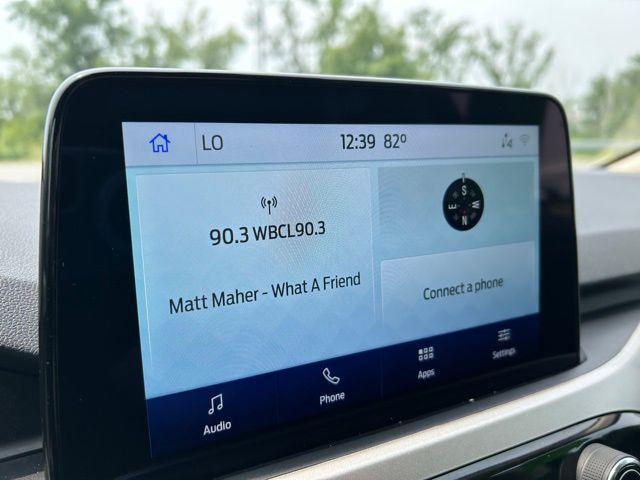 LO
12:39 82°
90.3 WBCL90.3
Matt Maher - What A Friend
S
E W
N
Connect a phone
Audio
Phone
Apps
Settings